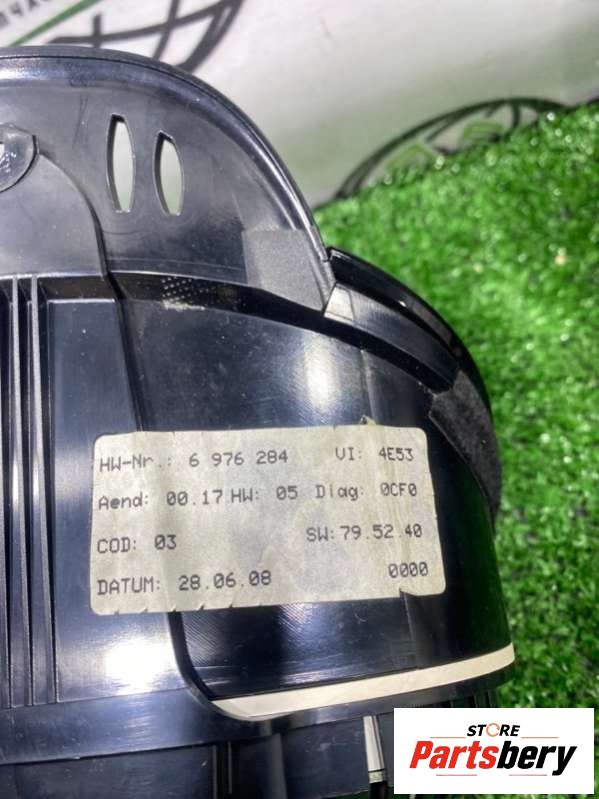 HW-Nr.: 6 976 284 VI: 4E53
Aend: 00.17 HW: 05 Diag: 0CF0
COD: 03 SW: 79.52.40
DATUM: 28.06.08 0000
STORE
Partsbery